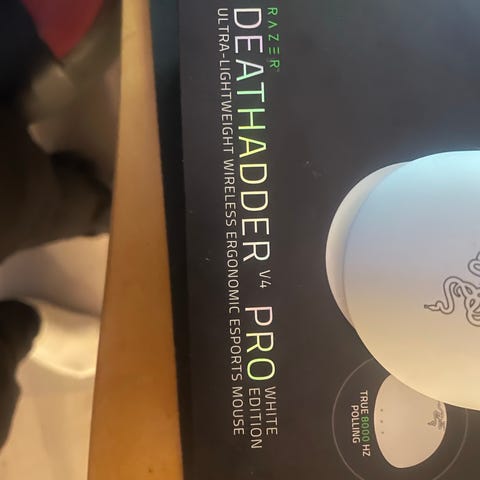 RAZER
DEATHADDER V4 PRO
WHITE
EDITION
ULTRA-LIGHTWEIGHT WIRELESS ERGONOMIC ESPORTS MOUSE
TRUE 8000 HZ
POLLING